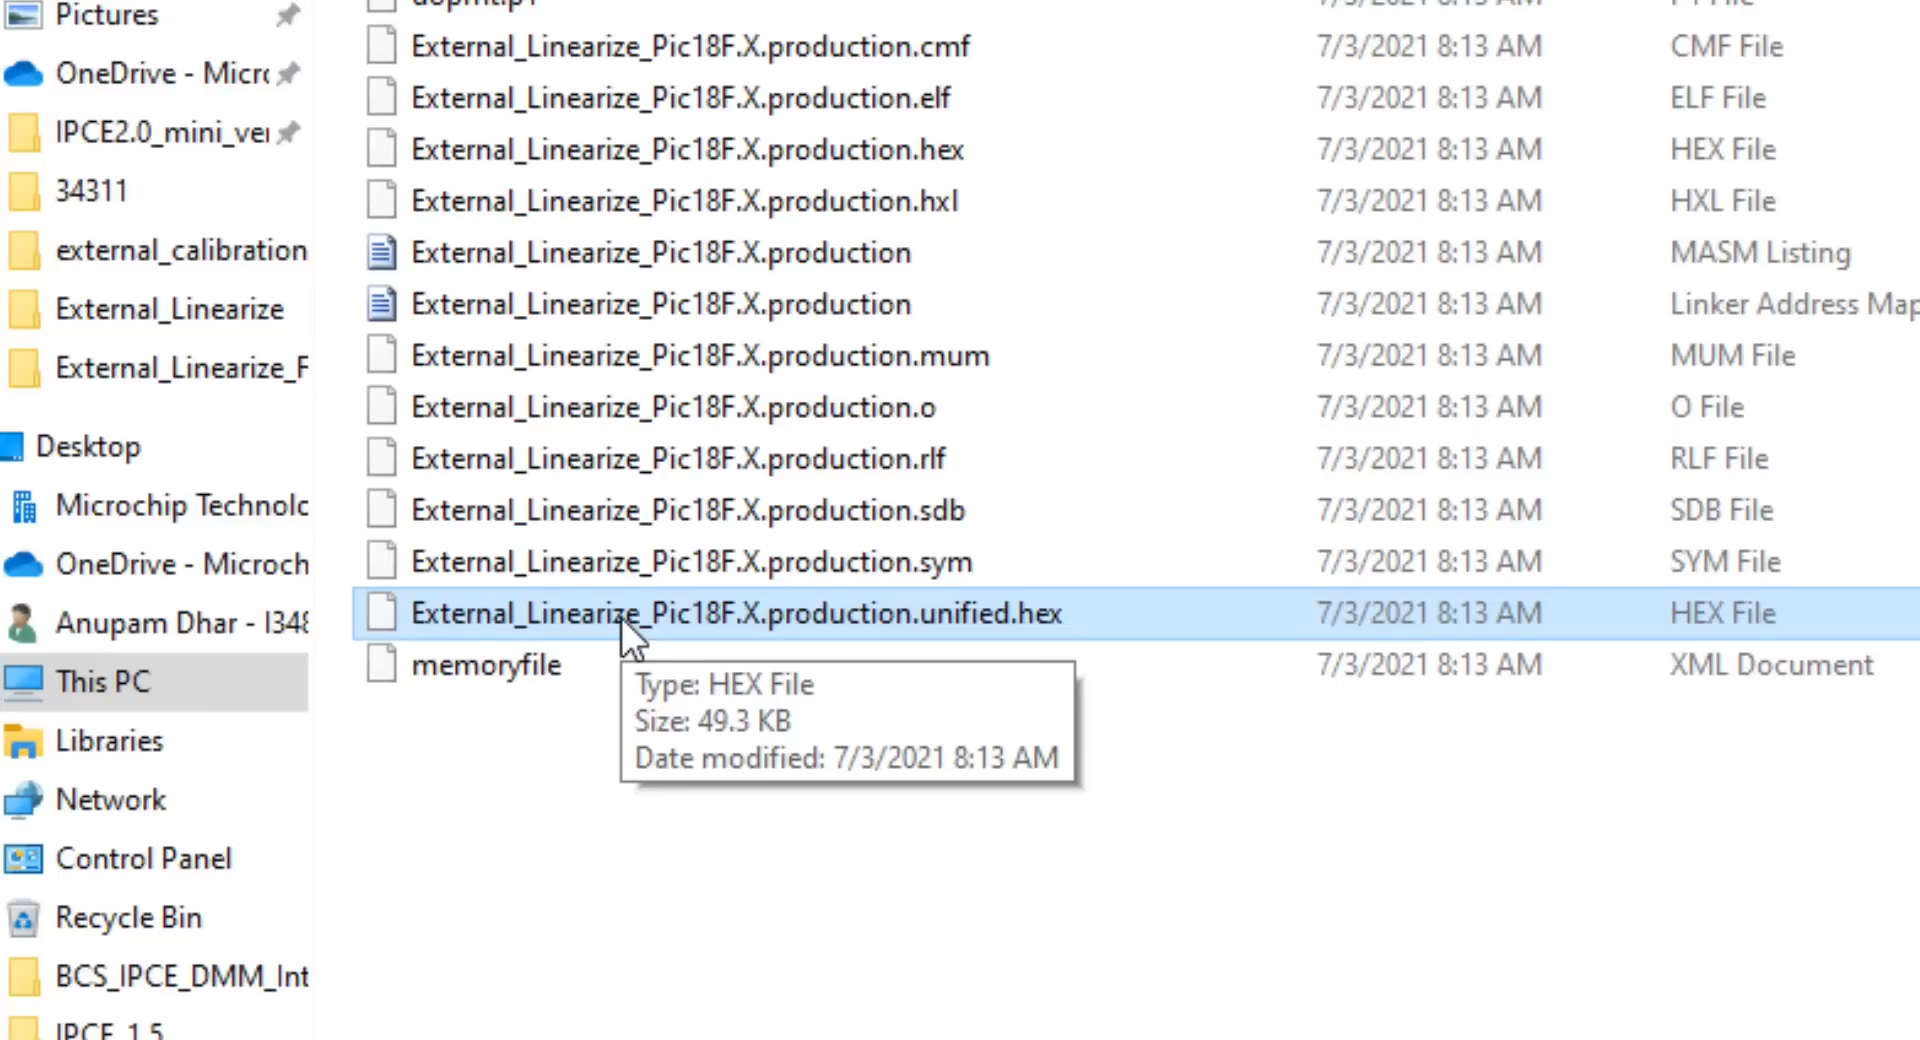 Pictures
OneDrive - Micro
IPCE2.0_mini_ver
34311
external_calibration
External_Linearize
External_Linearize_F
Desktop
Microchip Technolo
OneDrive - Microch
Anupam Dhar - I348
This PC
Libraries
Network
Control Panel
Recycle Bin
BCS_IPCE_DMM_Int
IPCE_1.5
External_Linearize_Pic18F.X.production.cmf 7/3/2021 8:13 AM CMF File
External_Linearize_Pic18F.X.production.elf 7/3/2021 8:13 AM ELF File
External_Linearize_Pic18F.X.production.hex 7/3/2021 8:13 AM HEX File
External_Linearize_Pic18F.X.production.hxl 7/3/2021 8:13 AM HXL File
External_Linearize_Pic18F.X.production 7/3/2021 8:13 AM MASM Listing
External_Linearize_Pic18F.X.production 7/3/2021 8:13 AM Linker Address Map
External_Linearize_Pic18F.X.production.mum 7/3/2021 8:13 AM MUM File
External_Linearize_Pic18F.X.production.o 7/3/2021 8:13 AM O File
External_Linearize_Pic18F.X.production.rlf 7/3/2021 8:13 AM RLF File
External_Linearize_Pic18F.X.production.sdb 7/3/2021 8:13 AM SDB File
External_Linearize_Pic18F.X.production.sym 7/3/2021 8:13 AM SYM File
External_Linearize_Pic18F.X.production.unified.hex 7/3/2021 8:13 AM HEX File
memoryfile 7/3/2021 8:13 AM XML Document
Type: HEX File
Size: 49.3 KB
Date modified: 7/3/2021 8:13 AM